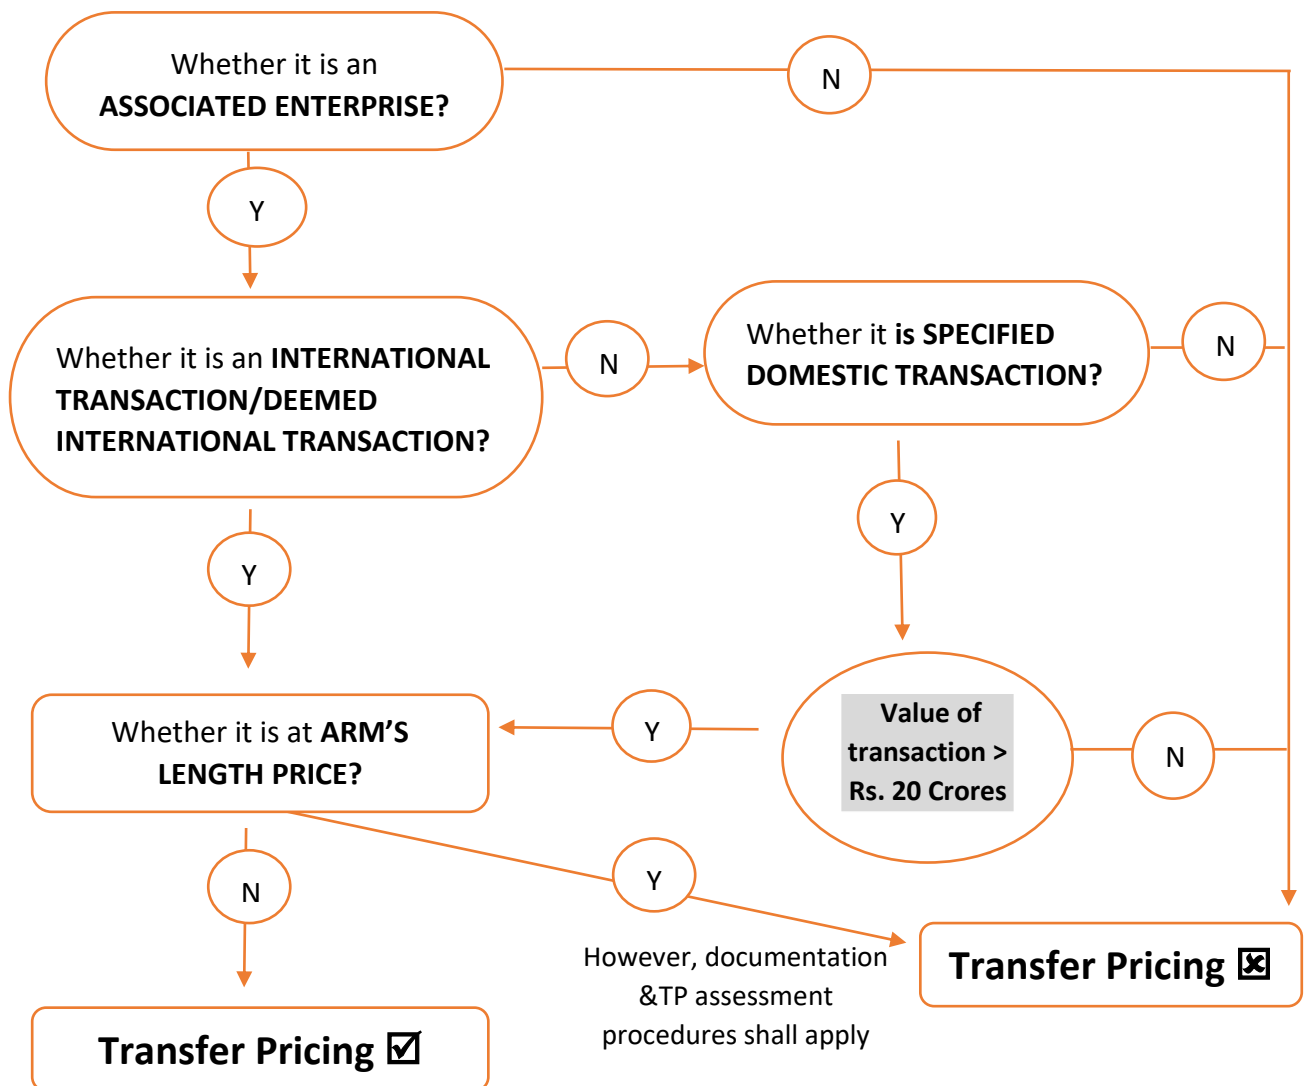 Whether it is an
ASSOCIATED ENTERPRISE?
N
Y
Whether it is an INTERNATIONAL
TRANSACTION/DEEMED
INTERNATIONAL TRANSACTION?
N
Whether it is SPECIFIED
DOMESTIC TRANSACTION?
N
Y
Y
Whether it is at ARM’S
LENGTH PRICE?
Y
Value of
transaction >
Rs. 20 Crores
N
N
Y
However, documentation
&TP assessment
procedures shall apply
Transfer Pricing ☒
Transfer Pricing ☑